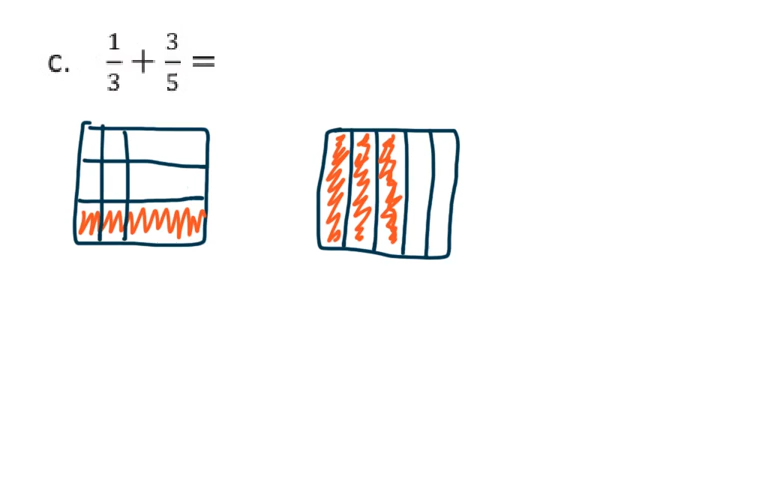 c. 1/3 + 3/5 =